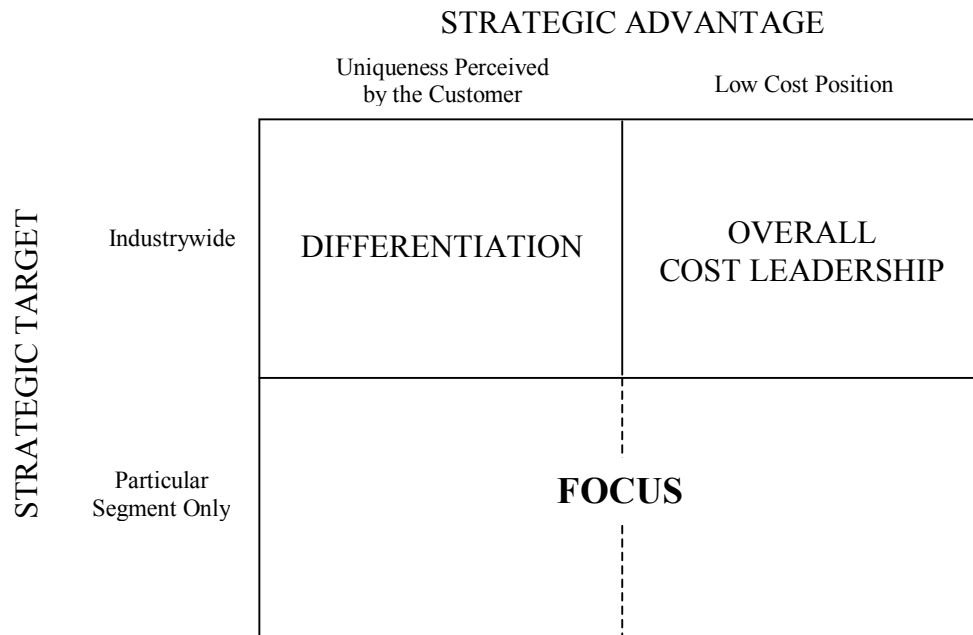 STRATEGIC ADVANTAGE
Uniqueness Perceived
by the Customer
Low Cost Position
STRATEGIC TARGET
Industrywide
DIFFERENTIATION
OVERALL
COST LEADERSHIP
Particular
Segment Only
FOCUS